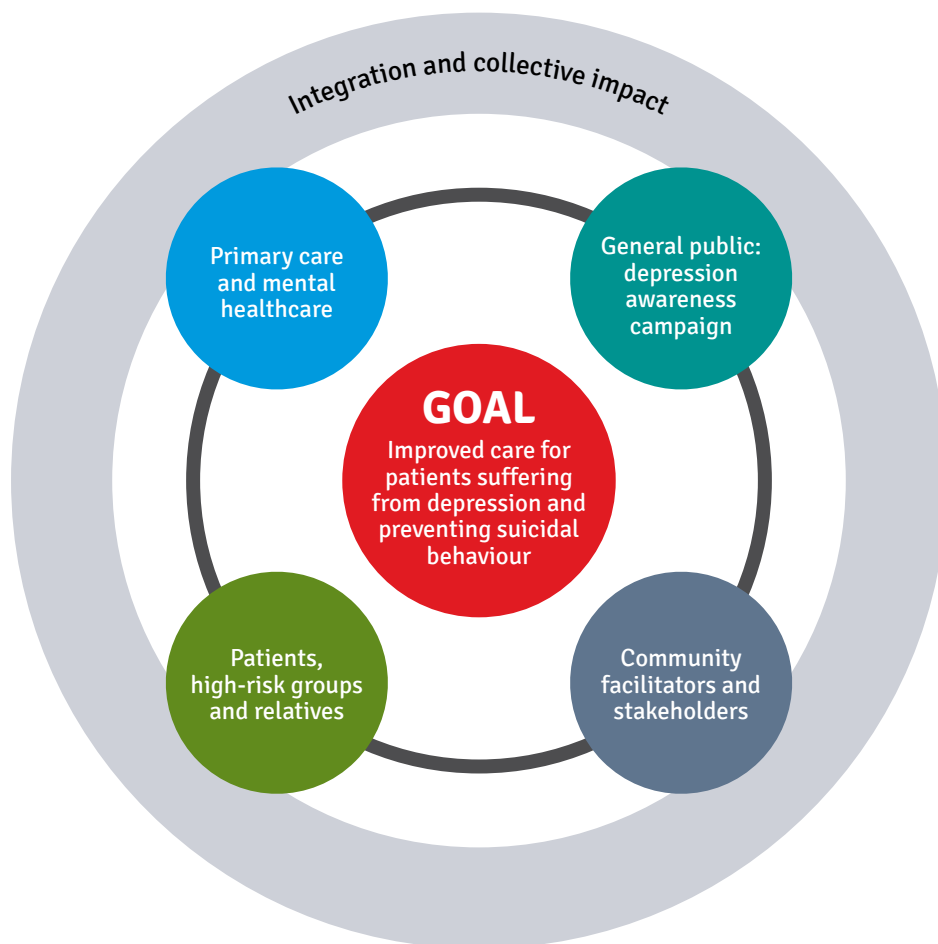 Integration and collective impact
Primary care
and mental
healthcare
General public:
depression
awareness
campaign
GOAL
Improved care for
patients suffering
from depression and
preventing suicidal
behaviour
Patients,
high-risk groups
and relatives
Community
facilitators and
stakeholders